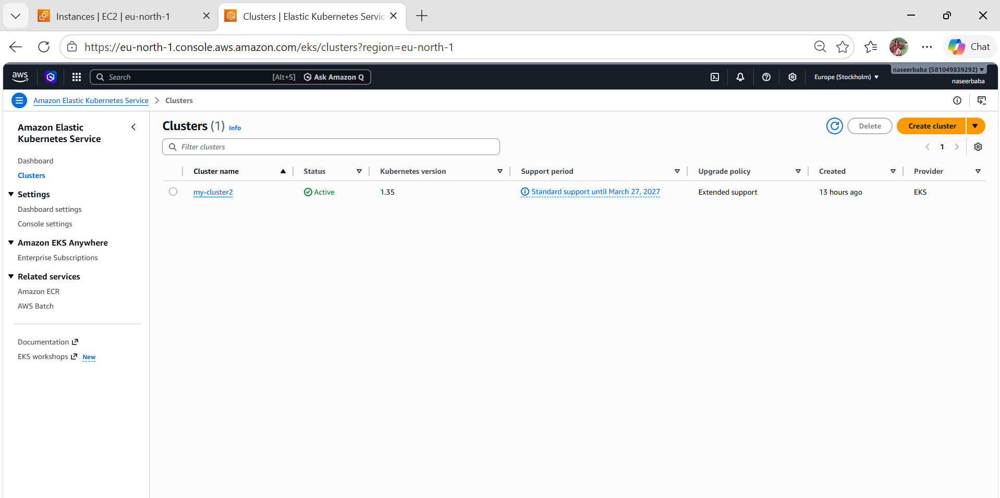 Instances | EC2 | eu-north-1
Clusters | Elastic Kubernetes Servic
https://eu-north-1.console.aws.amazon.com/eks/clusters?region=eu-north-1
Chat
aws
Search
[Alt+S]
Ask Amazon Q
Europe (Stockholm)
naseerbaba (581049839292)
naseerbaba
Amazon Elastic Kubernetes Service
Clusters
Amazon Elastic
Kubernetes Service
Dashboard
Clusters
Settings
Dashboard settings
Console settings
Amazon EKS Anywhere
Enterprise Subscriptions
Related services
Amazon ECR
AWS Batch
Documentation
EKS workshops New
Clusters (1) Info
Delete
Create cluster
Filter clusters
1
Cluster name Status Kubernetes version Support period Upgrade policy Created Provider
my-cluster2 Active 1.35 Standard support until March 27, 2027 Extended support 13 hours ago EKS